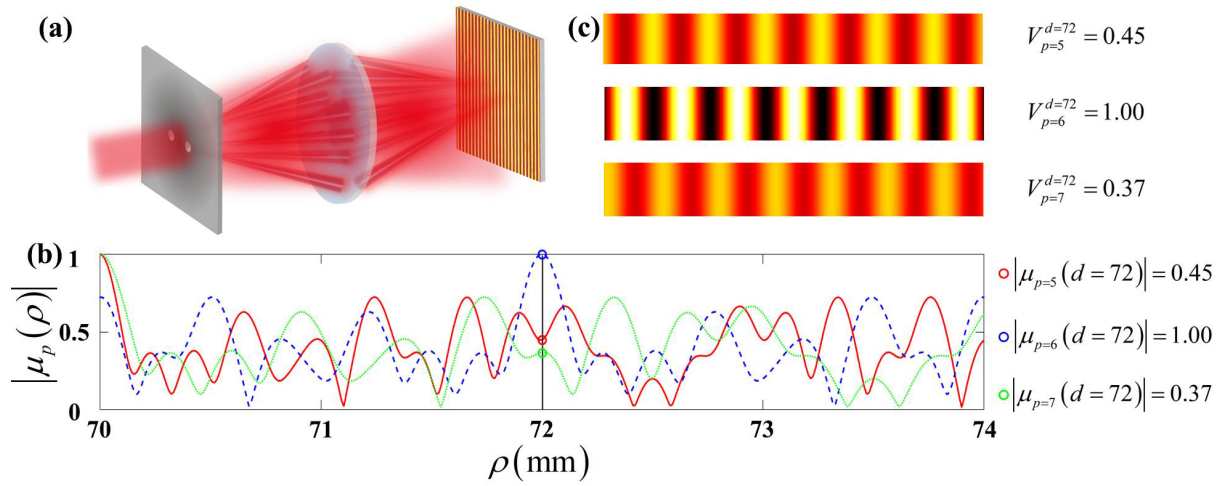 (a)
(c)
V_{p=5}^{d=72} = 0.45
V_{p=6}^{d=72} = 1.00
V_{p=7}^{d=72} = 0.37
(b)
|μ_p(ρ)|
1
0.5
0
70
71
72
73
74
ρ(mm)
|μ_{p=5}(d = 72)| = 0.45
|μ_{p=6}(d = 72)| = 1.00
|μ_{p=7}(d = 72)| = 0.37